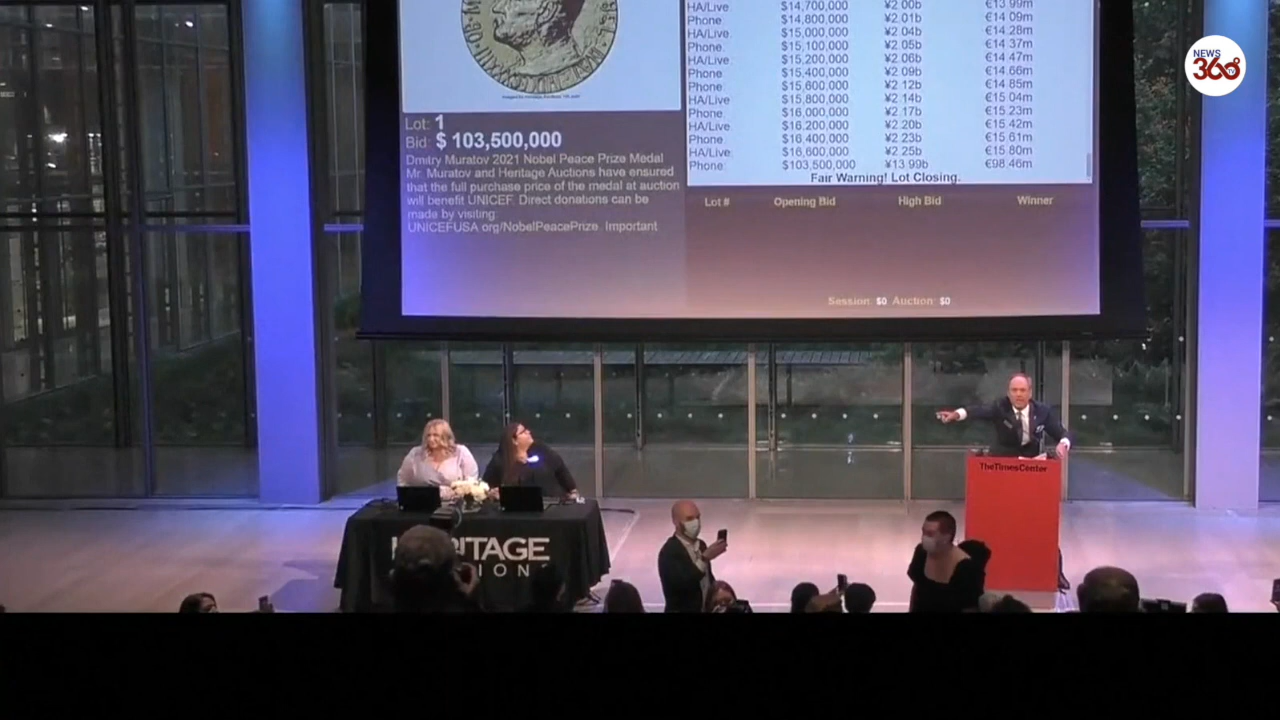 HA/Live: $14,700,000 ¥2.00b €13.99m
Phone: $14,800,000 ¥2.01b €14.09m
HA/Live: $15,000,000 ¥2.04b €14.28m
Phone: $15,100,000 ¥2.05b €14.37m
HA/Live: $15,200,000 ¥2.06b €14.47m
Phone: $15,400,000 ¥2.09b €14.66m
Phone: $15,600,000 ¥2.12b €14.85m
HA/Live: $15,800,000 ¥2.14b €15.04m
Phone: $16,000,000 ¥2.17b €15.23m
HA/Live: $16,200,000 ¥2.20b €15.42m
Phone: $16,400,000 ¥2.23b €15.61m
HA/Live: $16,600,000 ¥2.25b €15.80m
Phone: $103,500,000 ¥13.99b €98.46m
Fair Warning! Lot Closing.
Lot: 1
Bid: $ 103,500,000
Dmitry Muratov 2021 Nobel Peace Prize Medal
Mr. Muratov and Heritage Auctions have ensured
that the full purchase price of the medal at auction
will benefit UNICEF. Direct donations can be
made by visiting:
UNICEFUSA.org/NobelPeacePrize. Important
Lot # Opening Bid High Bid Winner
Session: $0 Auction: $0
NEWS
360
TV
TheTimesCenter
ITAGE
IONS